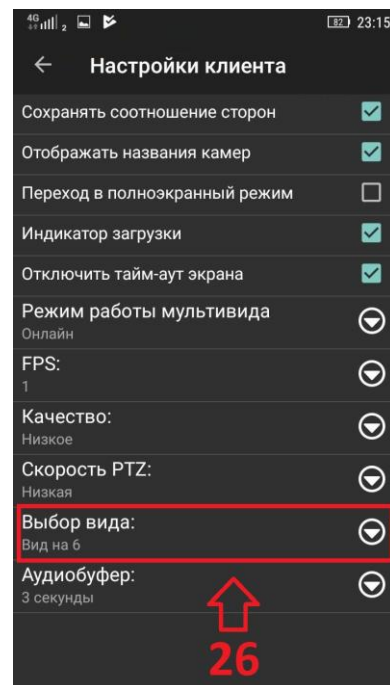 4G 2 82 23:15
Настройки клиента
Сохранять соотношение сторон
Отображать названия камер
Переход в полноэкранный режим
Индикатор загрузки
Отключить тайм-аут экрана
Режим работы мультивида
Онлайн
FPS:
1
Качество:
Низкое
Скорость PTZ:
Низкая
Выбор вида:
Вид на 6
Аудиобуфер:
3 секунды
26